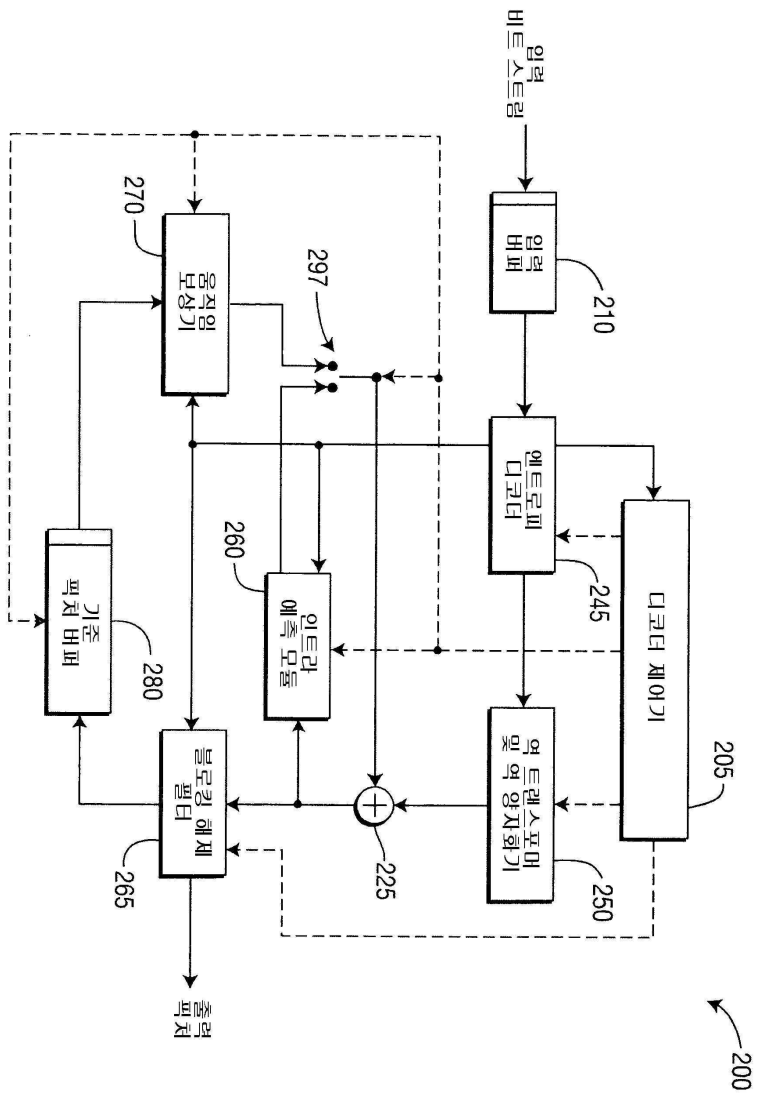 200
디코더 제어기
205
입력
비트 스트림
입력
버퍼
210
엔트로피
디코더
245
역 트랜스포머
및 역 양자화기
250
297
225
인트라
예측 모듈
260
움직임
보상기
270
블로킹 해제
필터
265
출력
픽처
기준
픽처 버퍼
280